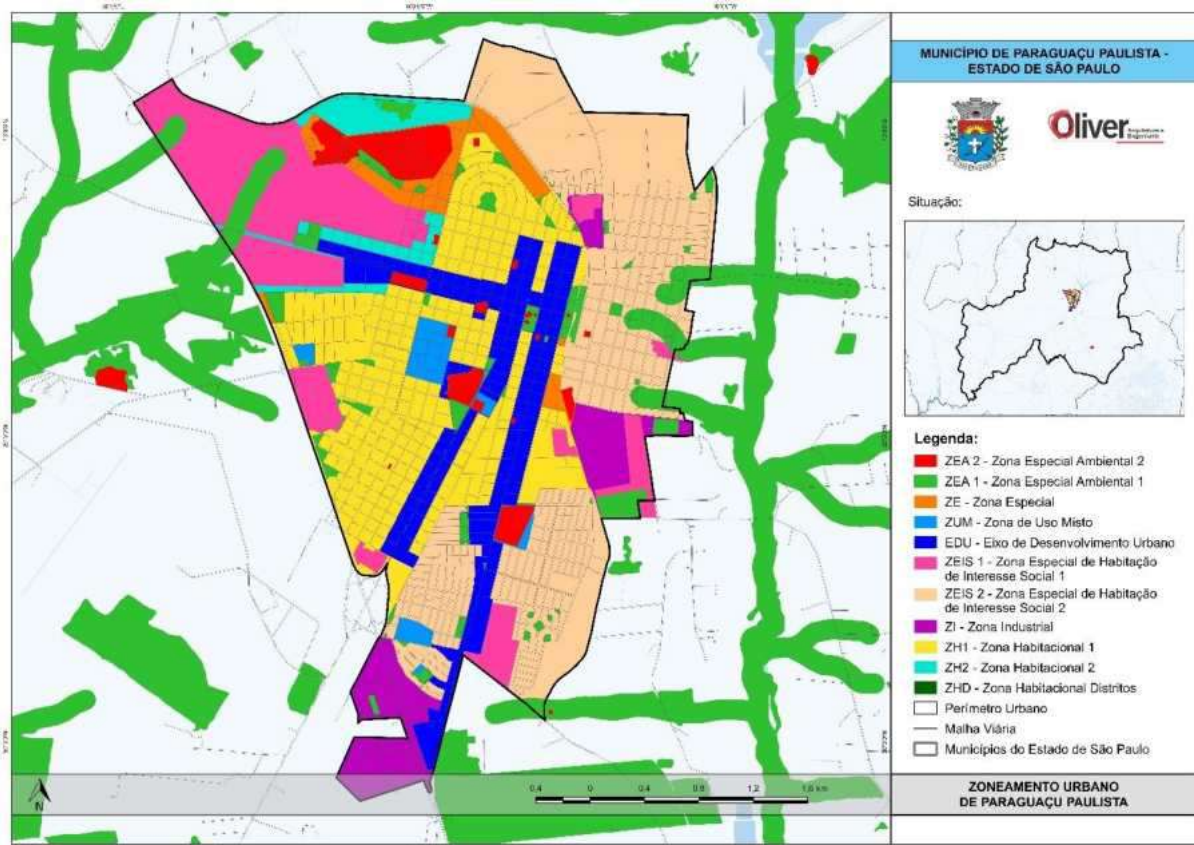 MUNICÍPIO DE PARAGUAÇU PAULISTA -
ESTADO DE SÃO PAULO
Oliver
Situação:
Legenda:
ZEA 2 - Zona Especial Ambiental 2
ZEA 1 - Zona Especial Ambiental 1
ZE - Zona Especial
ZUM - Zona de Uso Misto
EDU - Eixo de Desenvolvimento Urbano
ZEIS 1 - Zona Especial de Habitação
de Interesse Social 1
ZEIS 2 - Zona Especial de Habitação
de Interesse Social 2
ZI - Zona Industrial
ZH1 - Zona Habitacional 1
ZH2 - Zona Habitacional 2
ZHD - Zona Habitacional Distritos
Perímetro Urbano
Malha Viária
Municípios do Estado de São Paulo
N
0,4 0 0,4 0,8 1,2 1,6 km
ZONEAMENTO URBANO
DE PARAGUAÇU PAULISTA